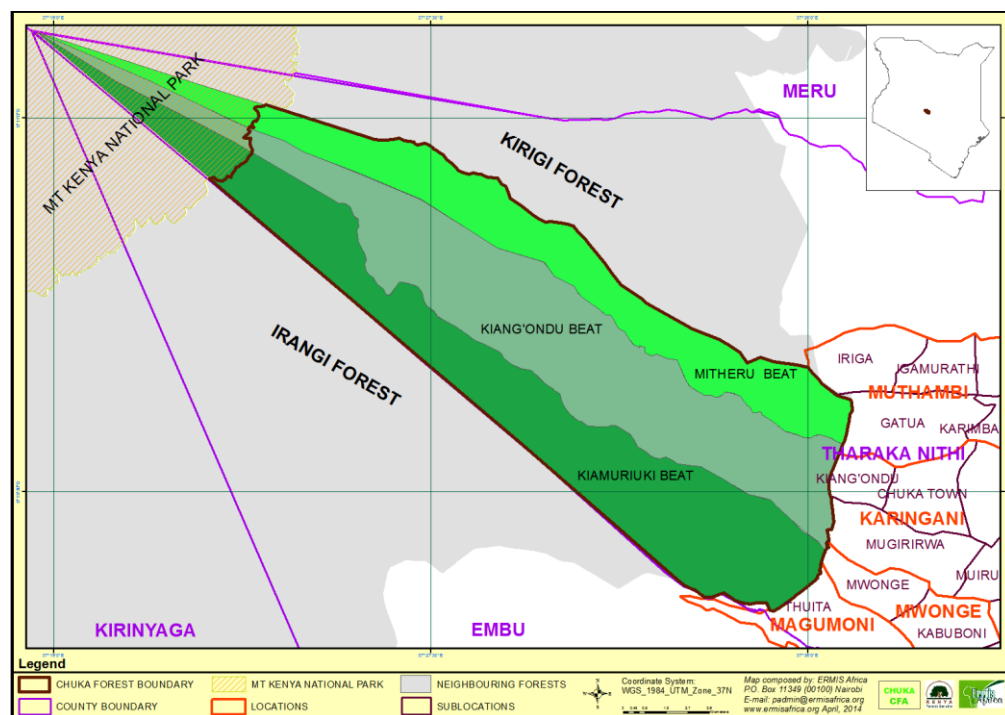 MT KENYA NATIONAL PARK
MERU
KIRIGI FOREST
IRANGI FOREST
KIANG'ONDU BEAT
MITHERU BEAT
KIAMURIUKI BEAT
IRIGA
IGAMURATHI
MUTHAMBI
GATUA
KARIMBA
THARAKA NITHI
KIANG'ONDU
CHUKA TOWN
KARINGANI
MUGIRIRWA
MWONGE
MUIRU
THUITA
MWONGE
MAGUMONI
KABUBONI
KIRINYAGA
EMBU
Legend
CHUKA FOREST BOUNDARY
MT KENYA NATIONAL PARK
NEIGHBOURING FORESTS
COUNTY BOUNDARY
LOCATIONS
SUBLOCATIONS
Coordinate System:
WGS_1984_UTM_Zone_37N
Map composed by: ERMIS Africa
P.O. Box 11349 (00100) Nairobi
E-mail: padmin@ermisafrica.org
www.ermisafrica.org April, 2014
CHUKA
CFA
KENYA